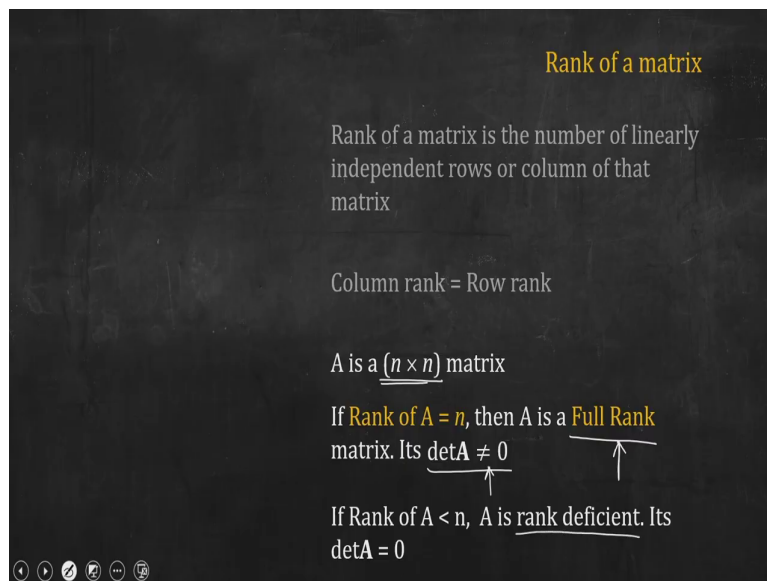 Rank of a matrix
Rank of a matrix is the number of linearly
independent rows or column of that
matrix
Column rank = Row rank
A is a (n × n) matrix
If Rank of A = n, then A is a Full Rank
matrix. Its detA ≠ 0
If Rank of A < n, A is rank deficient. Its
detA = 0